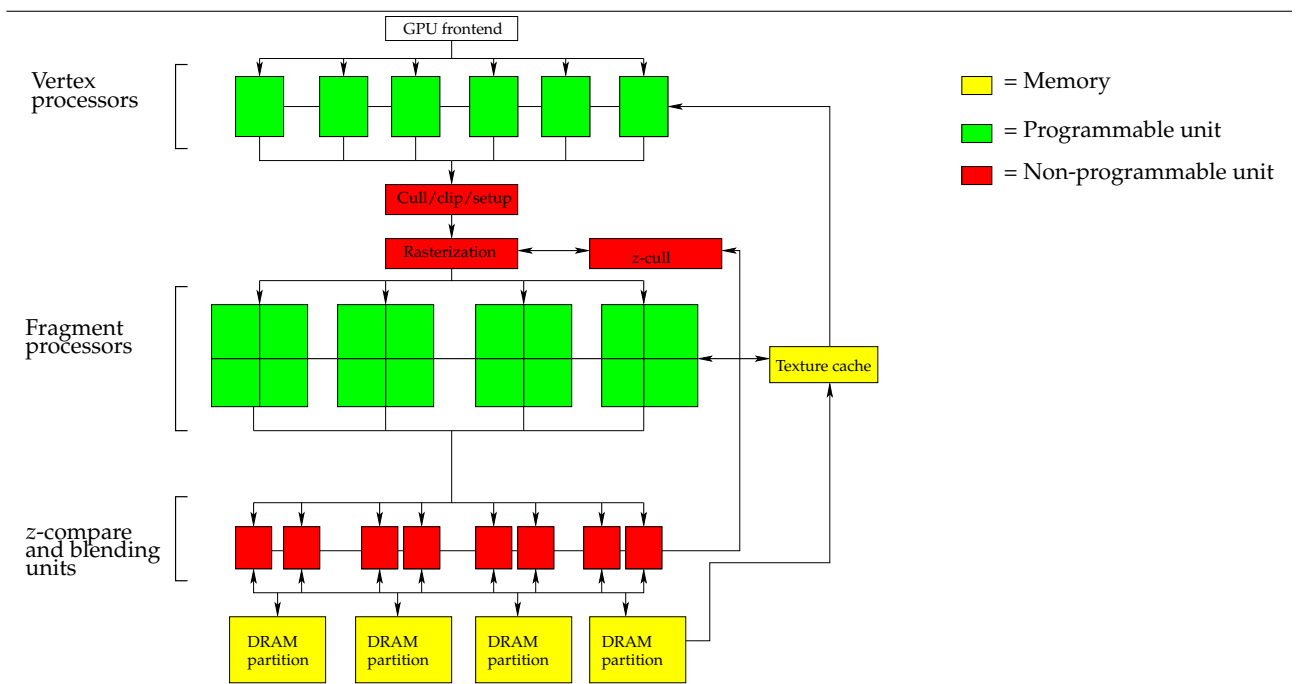 GPU frontend
Vertex
processors
= Memory
= Programmable unit
= Non-programmable unit
Cull/clip/setup
Rasterization
z-cull
Fragment
processors
Texture cache
z-compare
and blending
units
DRAM
partition
DRAM
partition
DRAM
partition
DRAM
partition